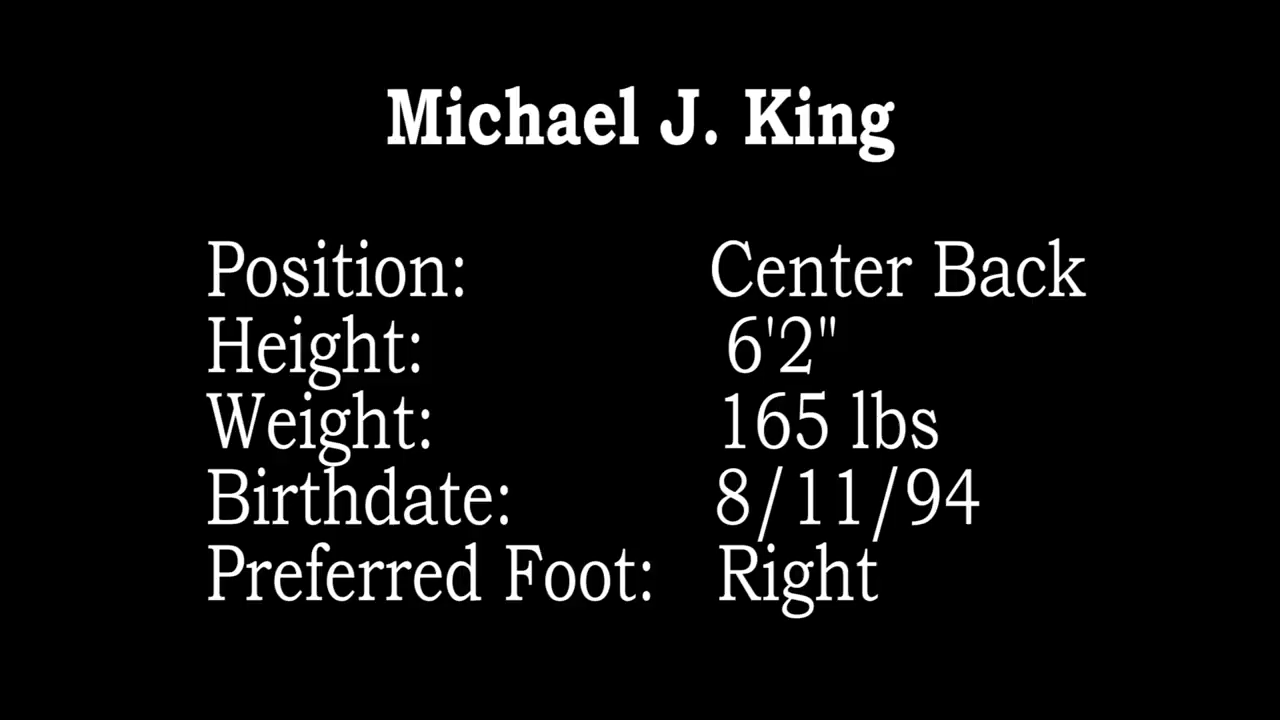 Michael J. King
Position: Center Back
Height: 6'2"
Weight: 165 lbs
Birthdate: 8/11/94
Preferred Foot: Right